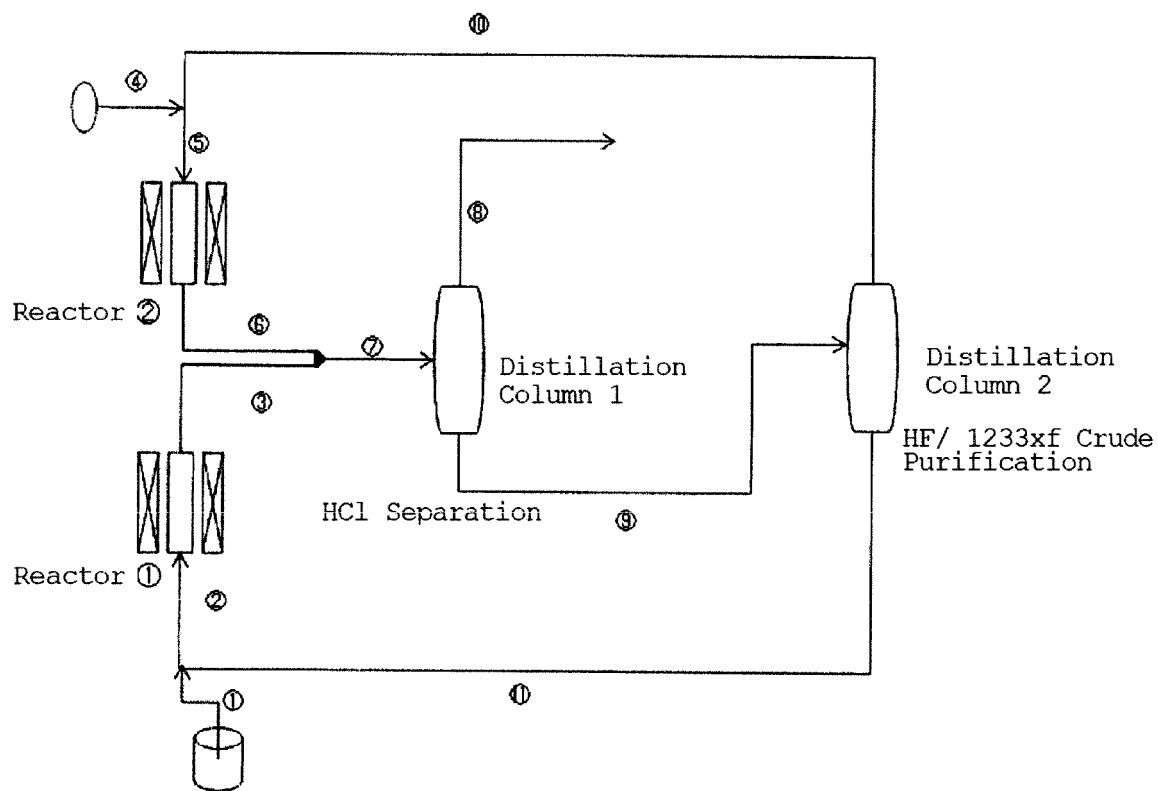 ⑩
④
⑤
⑧
Reactor ②
⑥
⑦
Distillation
Column 1
Distillation
Column 2
③
HF/ 1233xf Crude
Purification
HCl Separation
⑨
Reactor ①
②
⑪
①